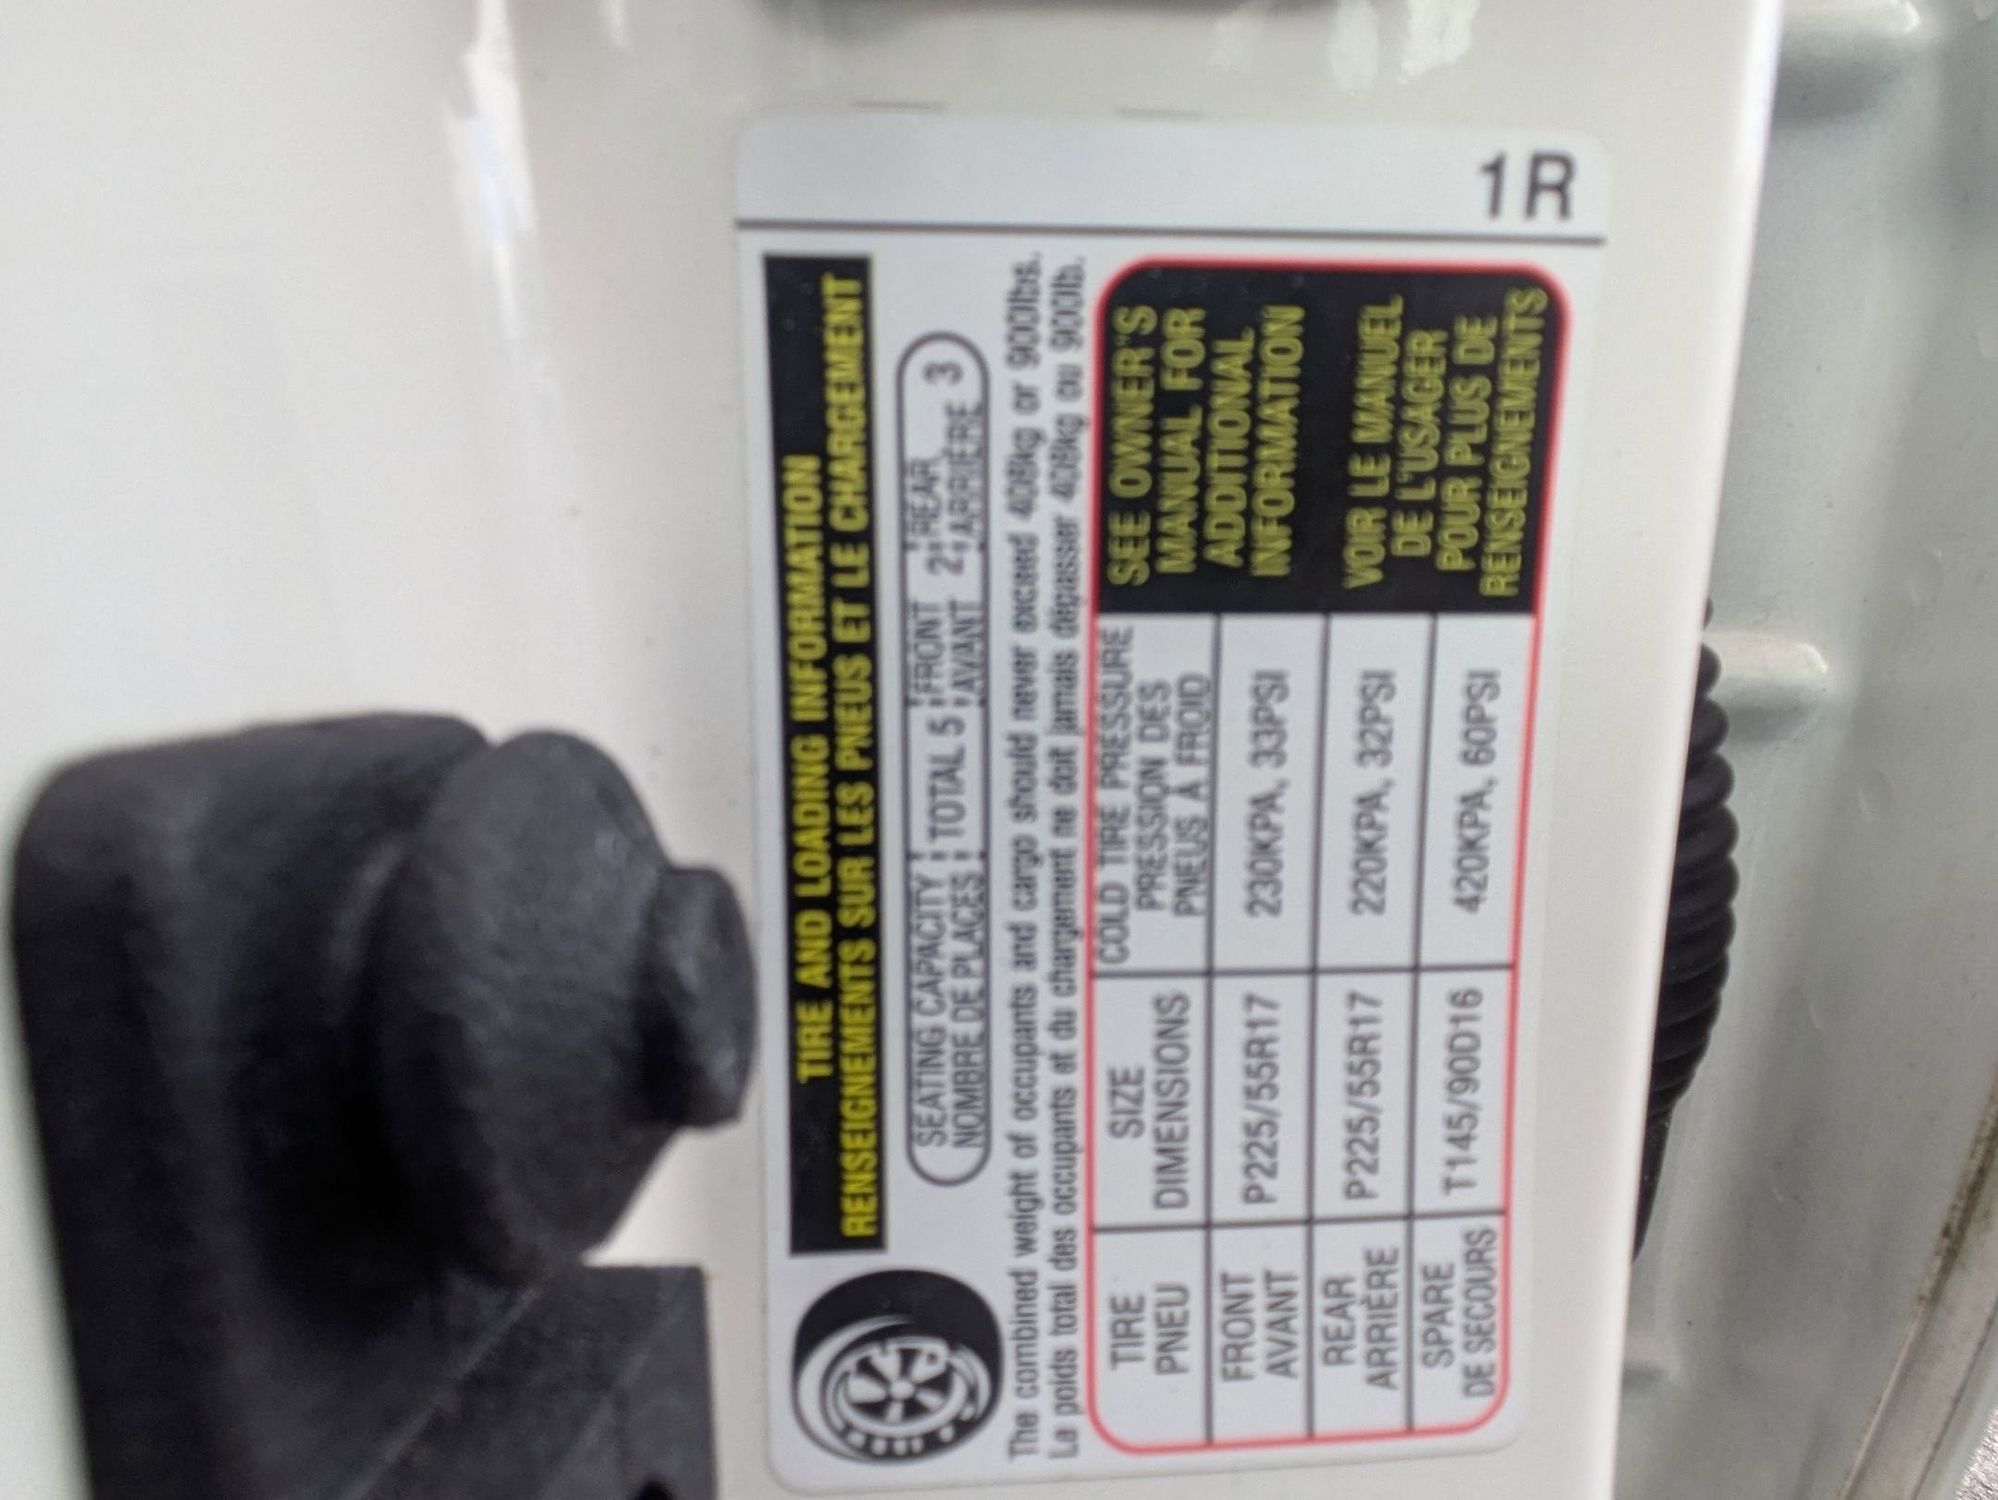 TIRE AND LOADING INFORMATION
RENSEIGNEMENTS SUR LES PNEUS ET LE CHARGEMENT
SEATING CAPACITY TOTAL 5 FRONT 2 REAR 3
NOMBRE DE PLACES AVANT ARRIÈRE
The combined weight of occupants and cargo should never exceed 408kg or 900lbs.
Le poids total des occupants et du chargement ne doit jamais dépasser 408kg ou 900lb.
TIRE SIZE COLD TIRE PRESSURE
PNEU DIMENSIONS PRESSION DES
PNEUS À FROID
FRONT P225/55R17 230KPA, 33PSI
AVANT
REAR P225/55R17 220KPA, 32PSI
ARRIÈRE
SPARE T145/90D16 420KPA, 60PSI
DE SECOURS
SEE OWNER'S
MANUAL FOR
ADDITIONAL
INFORMATION
VOIR LE MANUEL
DE L'USAGER
POUR PLUS DE
RENSEIGNEMENTS
1R